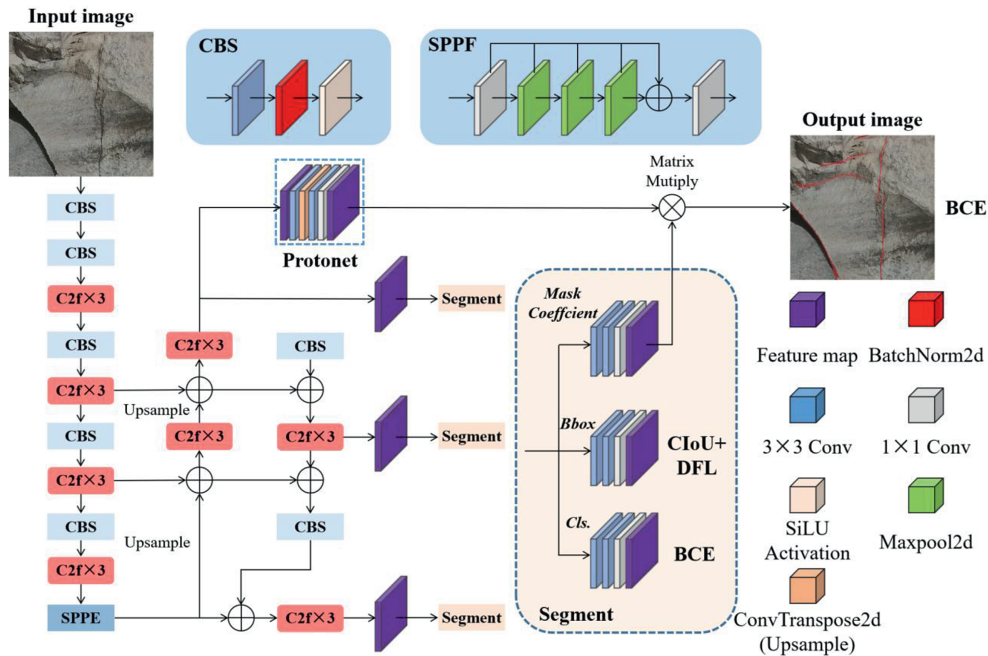 Input image
CBS
SPPF
Output image
BCE
Matrix
Mutiply
Protonet
CBS
CBS
C2f×3
CBS
C2f×3
CBS
C2f×3
CBS
C2f×3
SPPE
C2f×3
Upsample
C2f×3
Upsample
CBS
C2f×3
CBS
C2f×3
Segment
Segment
Segment
Mask
Coeffcient
Bbox
CIoU+
DFL
Cls.
BCE
Segment
Feature map
BatchNorm2d
3×3 Conv
1×1 Conv
SiLU
Activation
Maxpool2d
ConvTranspose2d
(Upsample)